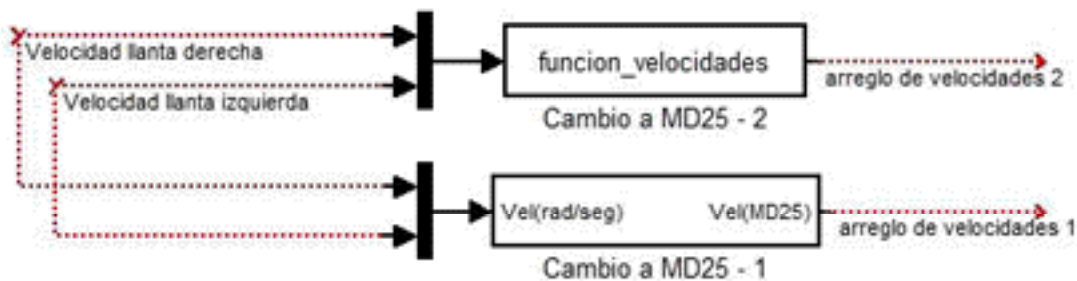 Velocidad llanta derecha
funcion_velocidades
arreglo de velocidades 2
Velocidad llanta izquierda
Cambio a MD25 - 2
Vel(rad/seg) Vel(MD25)
arreglo de velocidades 1
Cambio a MD25 - 1